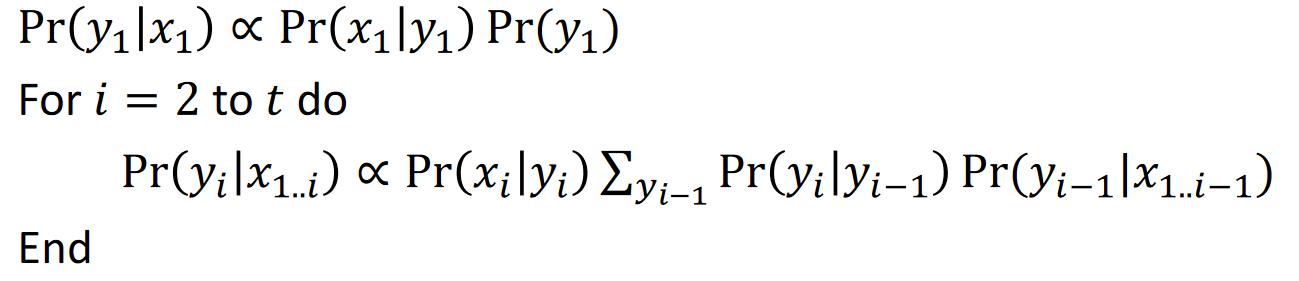 Pr(y₁|x₁) ∝ Pr(x₁|y₁) Pr(y₁)
For i = 2 to t do
Pr(yᵢ|x₁..ᵢ) ∝ Pr(xᵢ|yᵢ) ∑_{yᵢ₋₁} Pr(yᵢ|yᵢ₋₁) Pr(yᵢ₋₁|x₁..ᵢ₋₁)
End